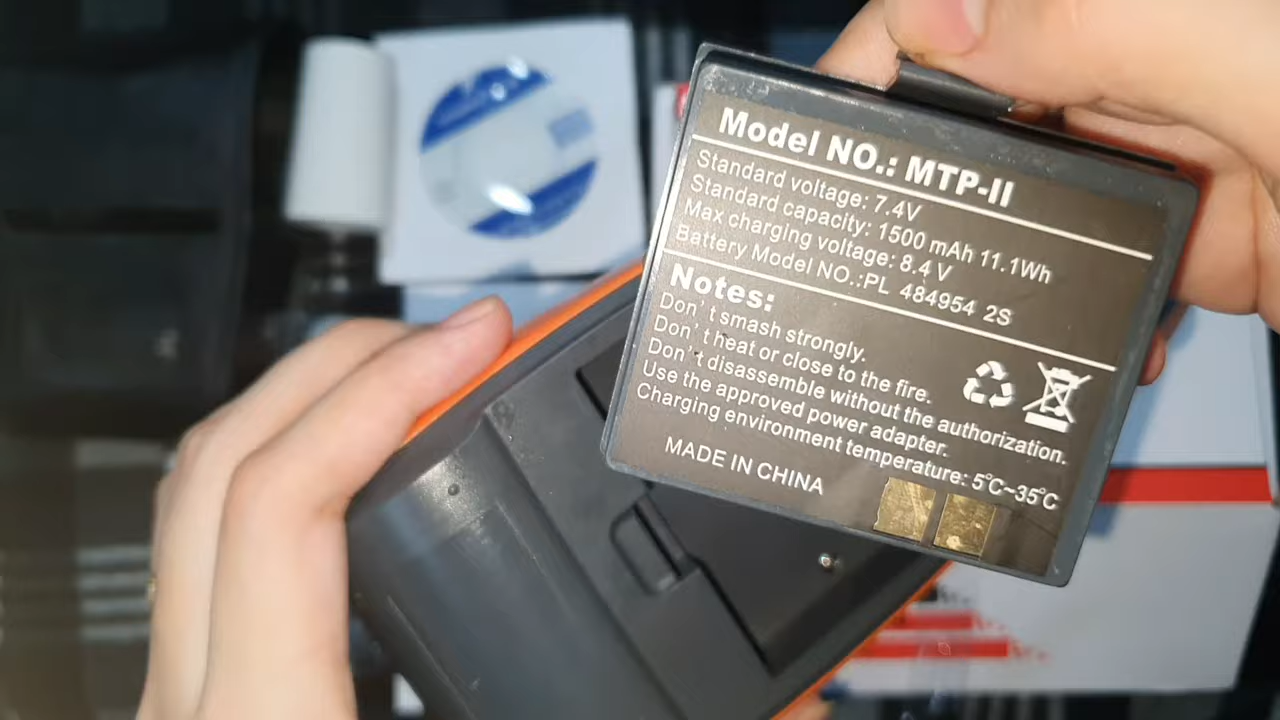 Model NO.: MTP-II
Standard voltage: 7.4V
Standard capacity: 1500 mAh 11.1Wh
Max charging voltage: 8.4 V
Battery Model NO.:PL 484954 2S
Notes:
Don't smash strongly.
Don't heat or close to the fire.
Don't disassemble without the authorization.
Use the approved power adapter.
Charging environment temperature: 5℃~35℃
MADE IN CHINA